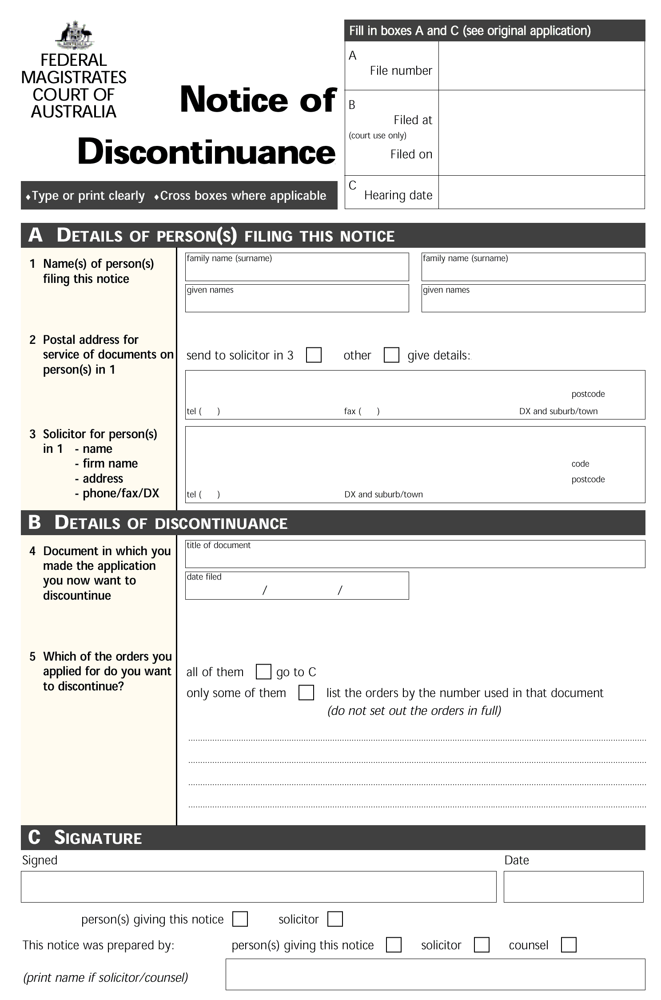 FEDERAL
MAGISTRATES
COURT OF
AUSTRALIA
Notice of
Discontinuance
♦Type or print clearly ♦Cross boxes where applicable
Fill in boxes A and C (see original application)
A
File number
B
Filed at
(court use only)
Filed on
C
Hearing date
A DETAILS OF PERSON(S) FILING THIS NOTICE
1 Name(s) of person(s)
filing this notice
family name (surname) family name (surname)
given names given names
2 Postal address for
service of documents on
person(s) in 1
send to solicitor in 3 other give details:
postcode
tel ( ) fax ( ) DX and suburb/town
3 Solicitor for person(s)
in 1 - name
- firm name
- address
- phone/fax/DX
code
postcode
tel ( ) DX and suburb/town
B DETAILS OF DISCONTINUANCE
4 Document in which you
made the application
you now want to
discountinue
title of document
date filed
/ /
5 Which of the orders you
applied for do you want
to discontinue?
all of them go to C
only some of them list the orders by the number used in that document
(do not set out the orders in full)
C SIGNATURE
Signed Date
person(s) giving this notice solicitor
This notice was prepared by: person(s) giving this notice solicitor counsel
(print name if solicitor/counsel)